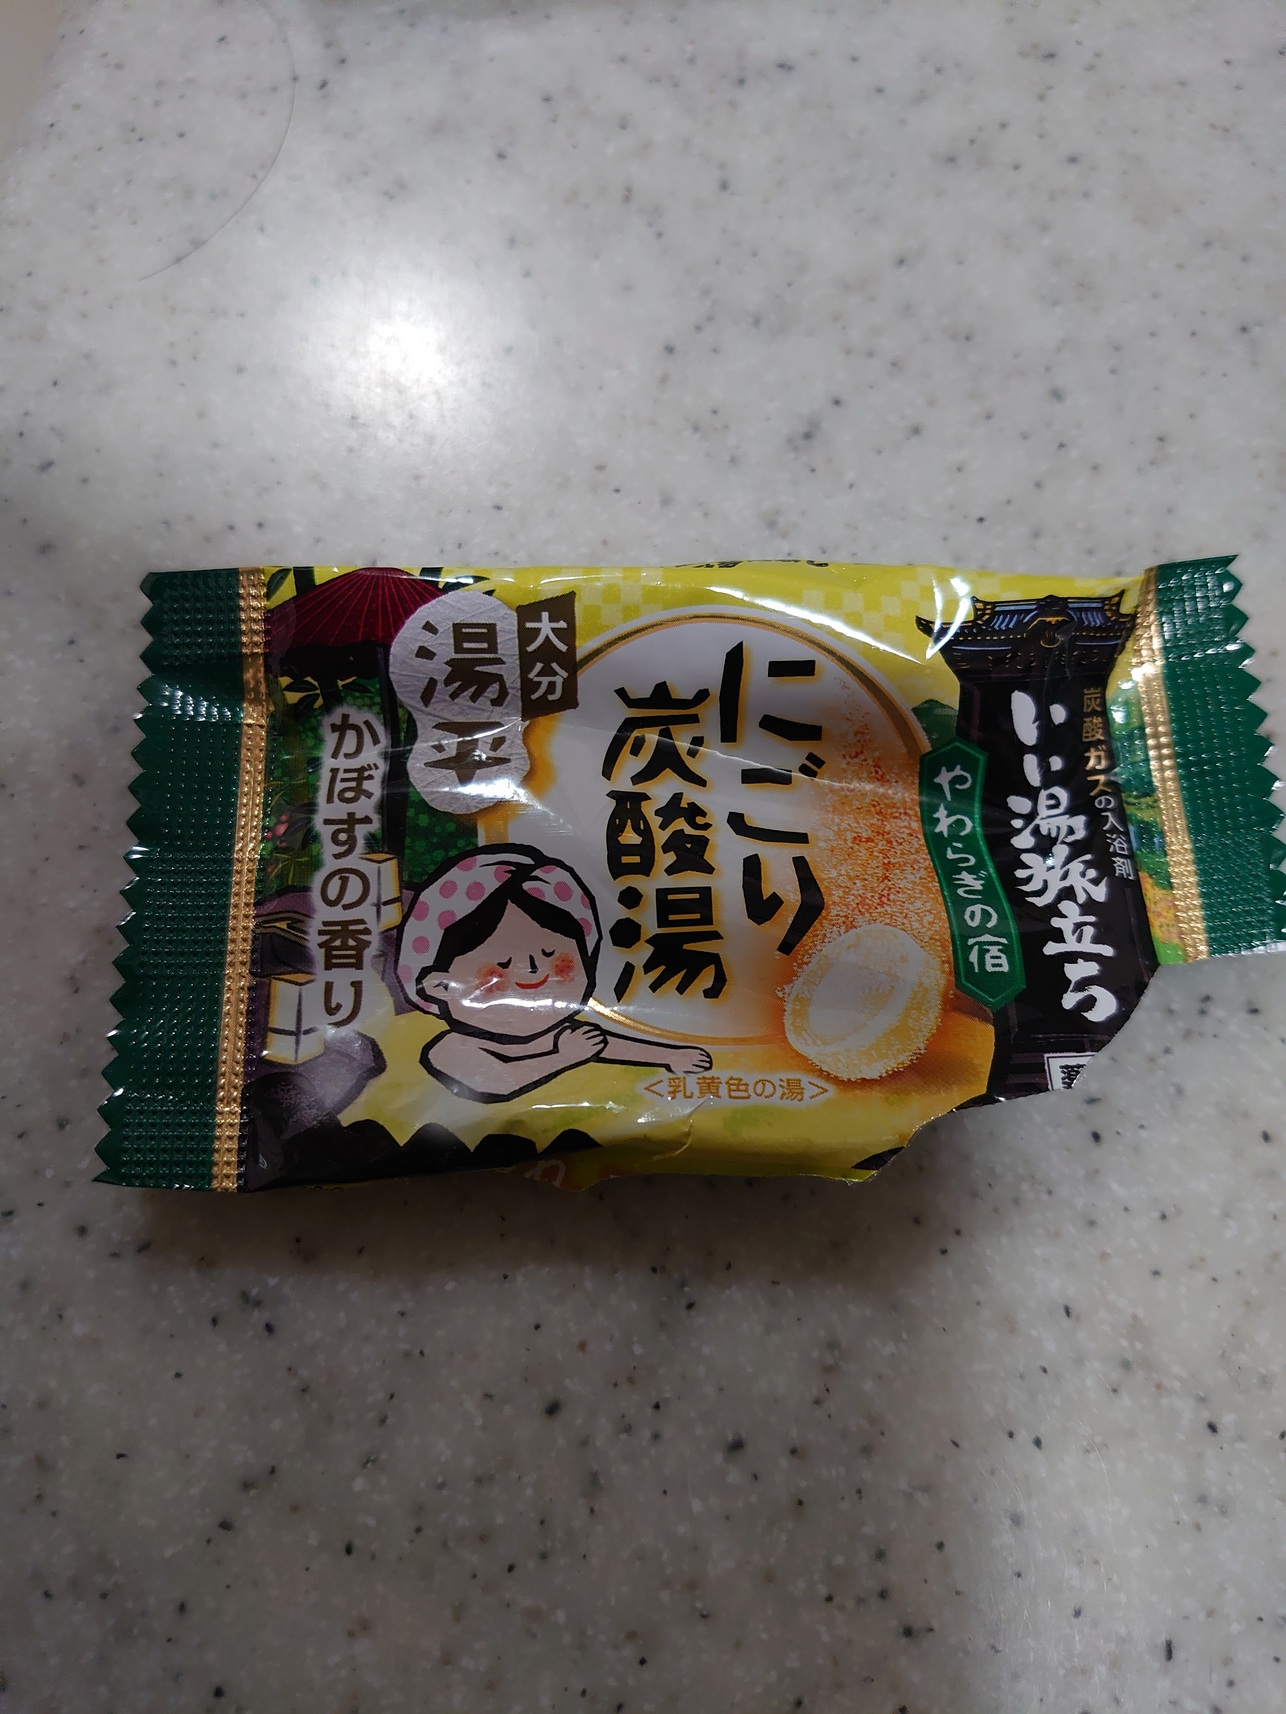 炭酸ガスの入浴剤
いい湯旅立ち
やわらぎの宿
にごり
炭酸湯
大分
湯平
かぼすの香り
<乳黄色の湯>